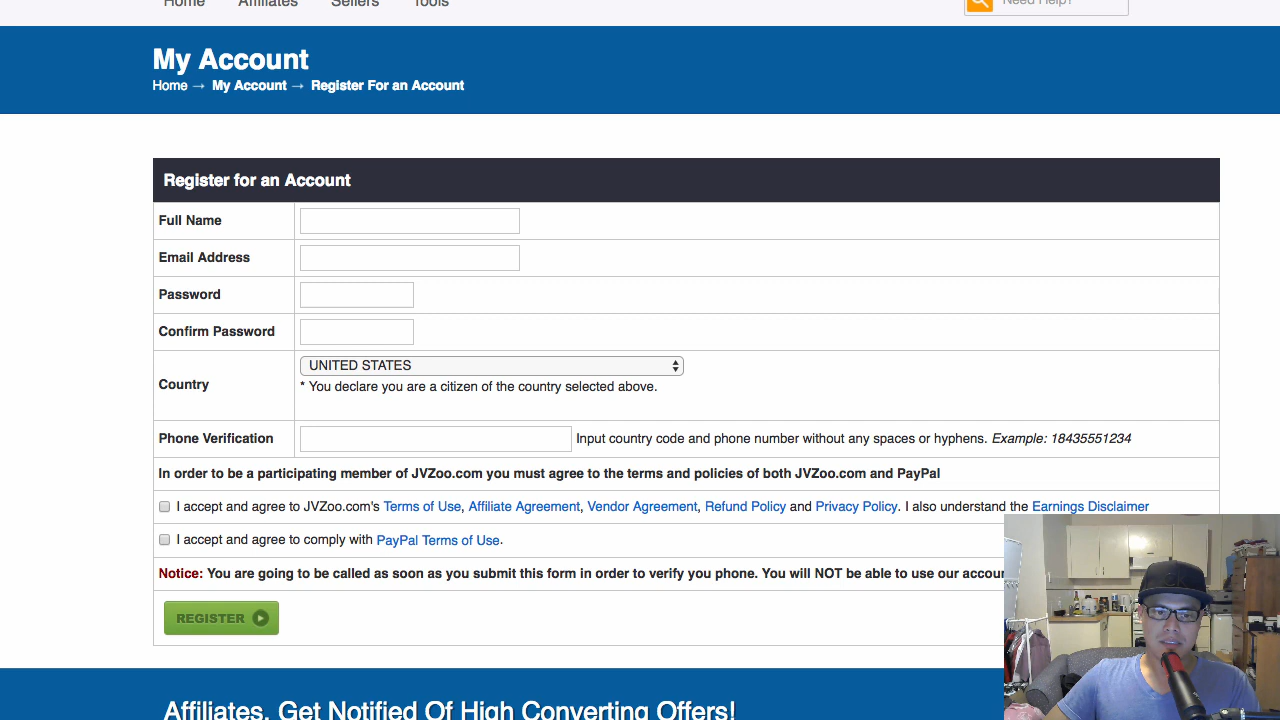 Home Affiliates Sellers Tools Need Help?
My Account
Home → My Account → Register For an Account
Register for an Account
Full Name
Email Address
Password
Confirm Password
Country
UNITED STATES
* You declare you are a citizen of the country selected above.
Phone Verification
Input country code and phone number without any spaces or hyphens. Example: 18435551234
In order to be a participating member of JVZoo.com you must agree to the terms and policies of both JVZoo.com and PayPal
I accept and agree to JVZoo.com's Terms of Use, Affiliate Agreement, Vendor Agreement, Refund Policy and Privacy Policy. I also understand the Earnings Disclaimer
I accept and agree to comply with PayPal Terms of Use.
Notice: You are going to be called as soon as you submit this form in order to verify you phone. You will NOT be able to use our
REGISTER
Affiliates, Get Notified Of High Converting Offers!